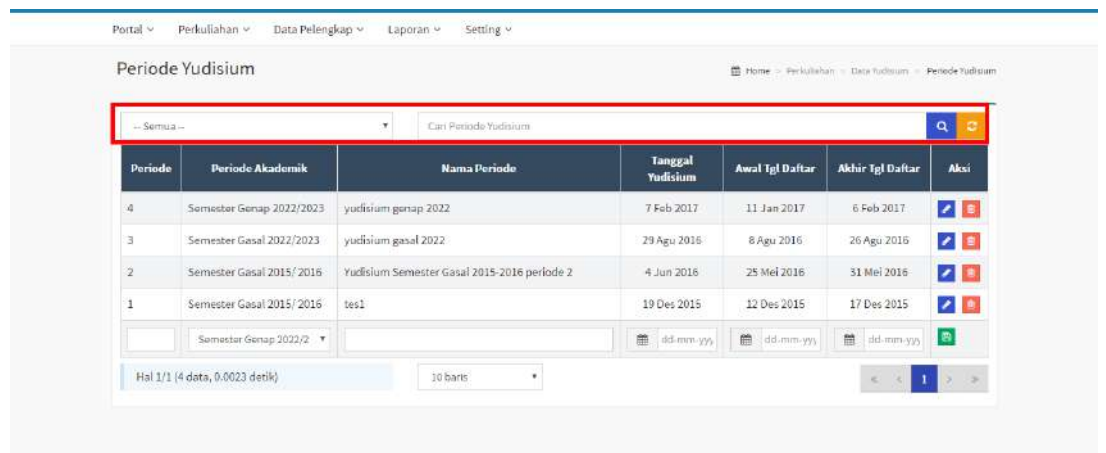 Portal Perkuliahan Data Pelengkap Laporan Setting
Periode Yudisium
Home > Perkuliahan > Data Yudisium > Periode Yudisium
-- Semua -- Cari Periode Yudisium
Periode Periode Akademik Nama Periode Tanggal Yudisium Awal Tgl Daftar Akhir Tgl Daftar Aksi
4 Semester Genap 2022/2023 yudisium genap 2022 7 Feb 2017 11 Jan 2017 6 Feb 2017
3 Semester Gasal 2022/2023 yudisium gasal 2022 29 Agu 2016 8 Agu 2016 26 Agu 2016
2 Semester Gasal 2015/2016 Yudisium Semester Gasal 2015-2016 periode 2 4 Jun 2016 25 Mei 2016 31 Mei 2016
1 Semester Gasal 2015/2016 tes1 19 Des 2015 12 Des 2015 17 Des 2015
Semester Genap 2022/2 dd-mm-yyy dd-mm-yyy dd-mm-yyy
Hal 1/1 (4 data, 0.0023 detik) 10 baris « < 1 > »